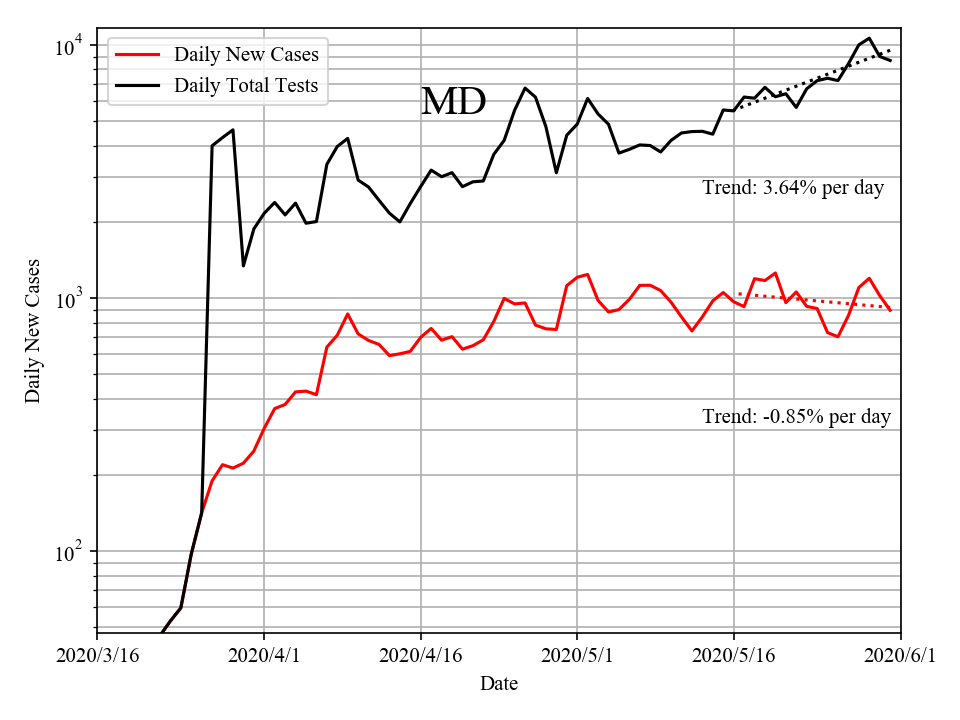 Daily New Cases
Daily Total Tests
MD
Trend: 3.64% per day
Trend: -0.85% per day
10^4
10^3
10^2
Daily New Cases
2020/3/16 2020/4/1 2020/4/16 2020/5/1 2020/5/16 2020/6/1
Date